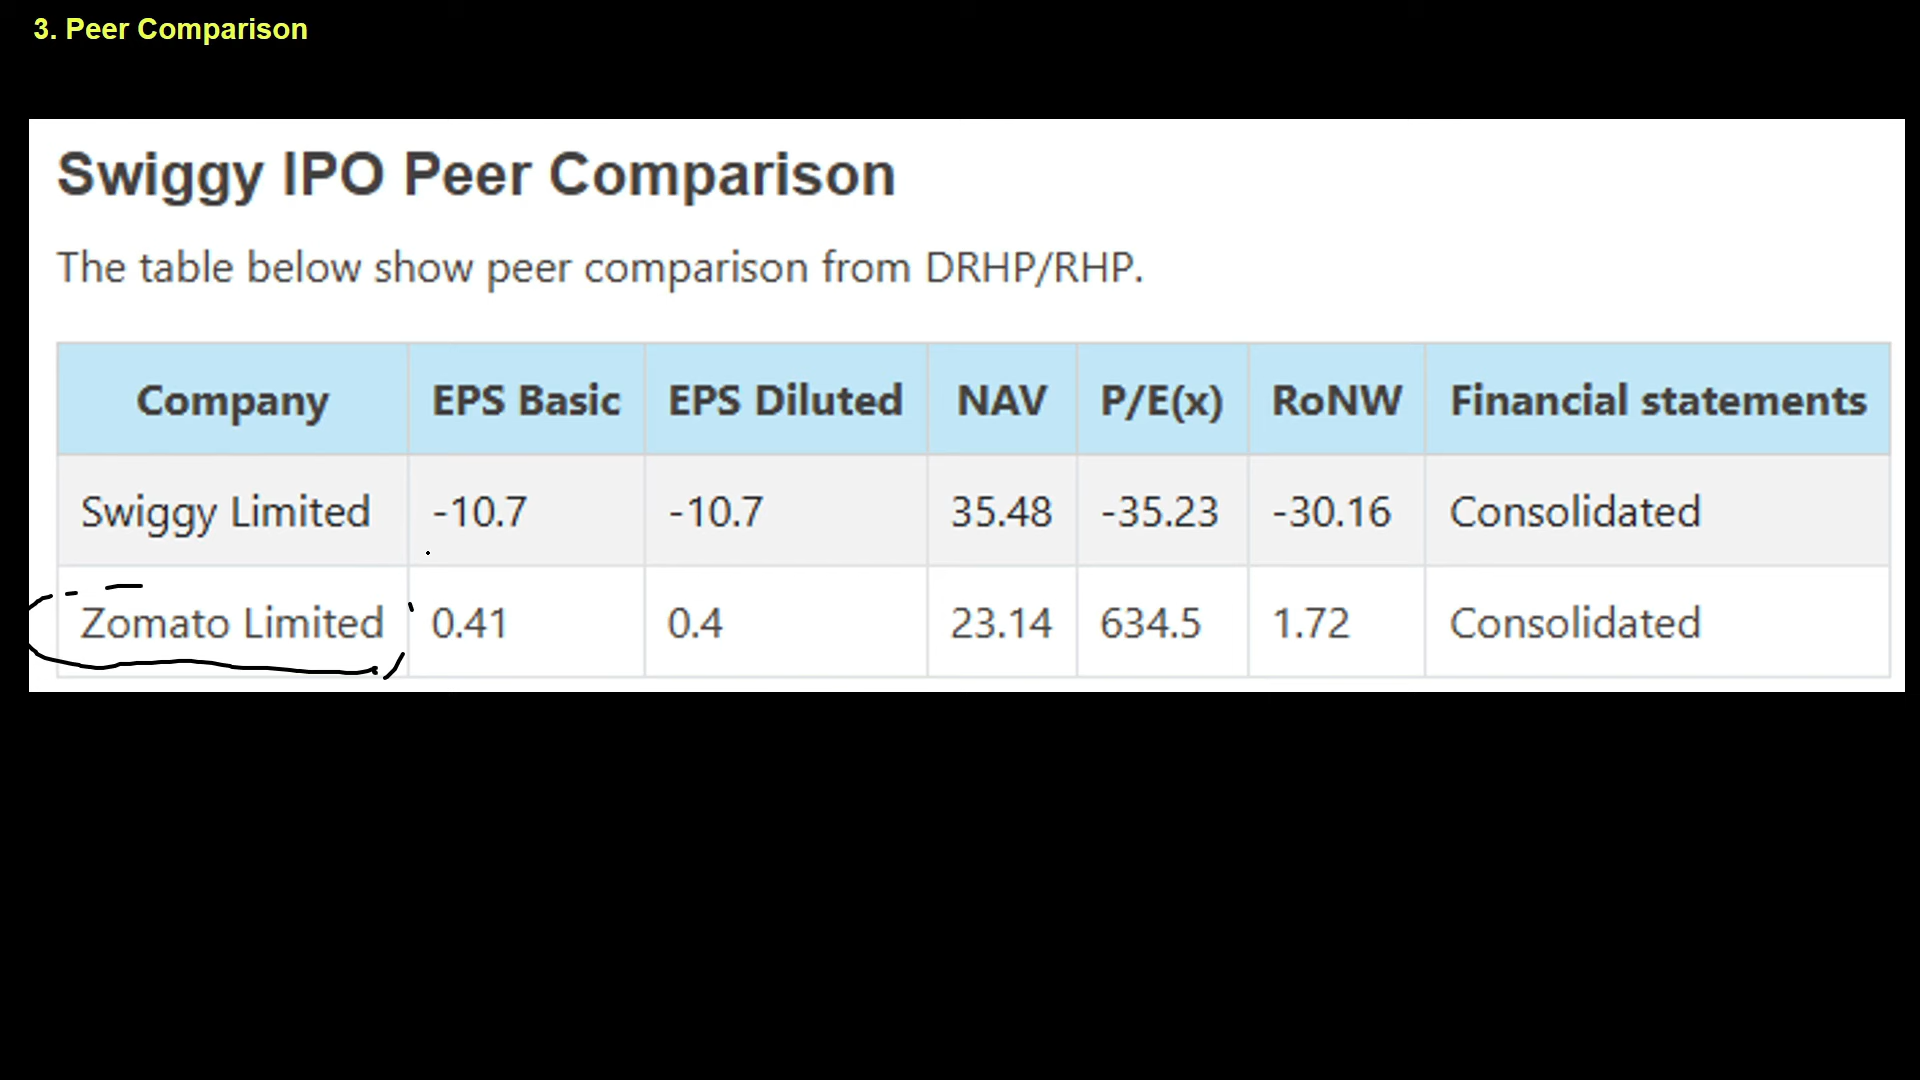 3. Peer Comparison
Swiggy IPO Peer Comparison
The table below show peer comparison from DRHP/RHP.
Company EPS Basic EPS Diluted NAV P/E(x) RoNW Financial statements
Swiggy Limited -10.7 -10.7 35.48 -35.23 -30.16 Consolidated
Zomato Limited 0.41 0.4 23.14 634.5 1.72 Consolidated